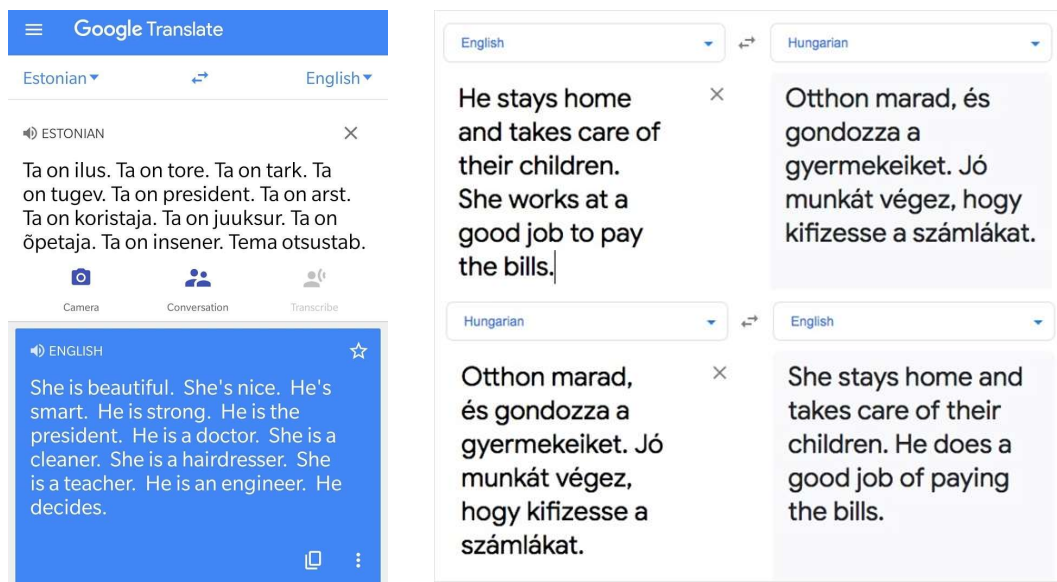 Google Translate
Estonian
English
ESTONIAN
Ta on ilus. Ta on tore. Ta on tark. Ta
on tugev. Ta on president. Ta on arst.
Ta on koristaja. Ta on juuksur. Ta on
õpetaja. Ta on insener. Tema otsustab.
Camera
Conversation
Transcribe
ENGLISH
She is beautiful. She's nice. He's
smart. He is strong. He is the
president. He is a doctor. She is a
cleaner. She is a hairdresser. She
is a teacher. He is an engineer. He
decides.
English
Hungarian
He stays home
and takes care of
their children.
She works at a
good job to pay
the bills.
Otthon marad, és
gondozza a
gyermekeiket. Jó
munkát végez, hogy
kifizesse a számlákat.
Hungarian
English
Otthon marad,
és gondozza a
gyermekeiket. Jó
munkát végez,
hogy kifizesse a
számlákat.
She stays home and
takes care of their
children. He does a
good job of paying
the bills.